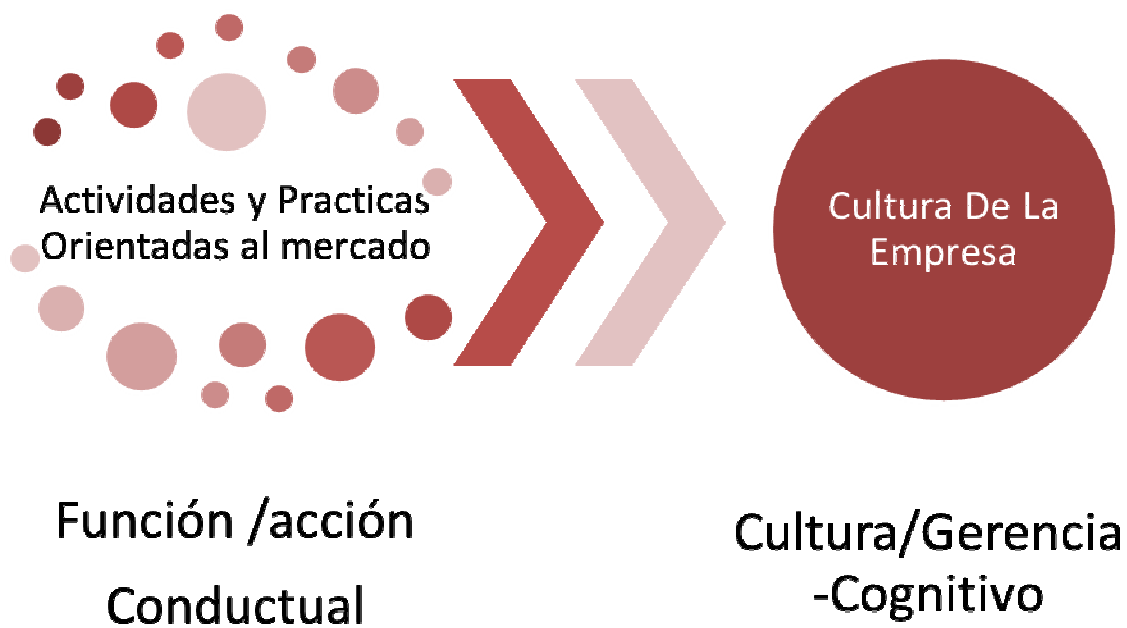 Actividades y Practicas
Orientadas al mercado
Cultura De La
Empresa
Función /acción
Conductual
Cultura/Gerencia
-Cognitivo